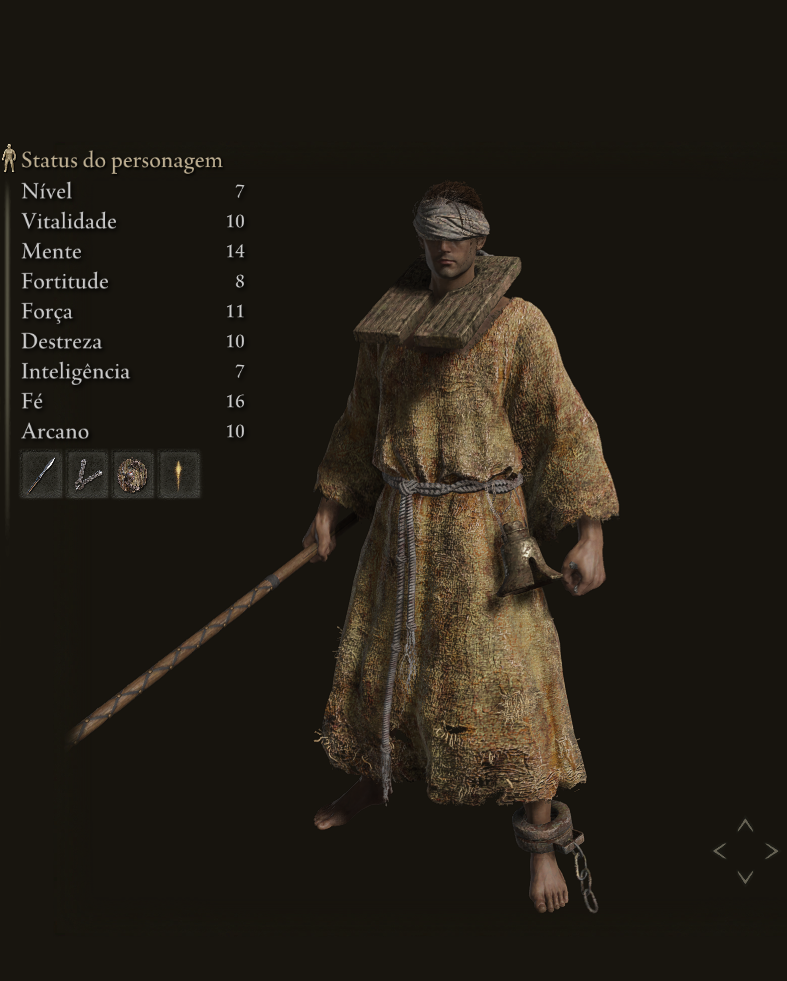 Status do personagem
Nível 7
Vitalidade 10
Mente 14
Fortitude 8
Força 11
Destreza 10
Inteligência 7
Fé 16
Arcano 10